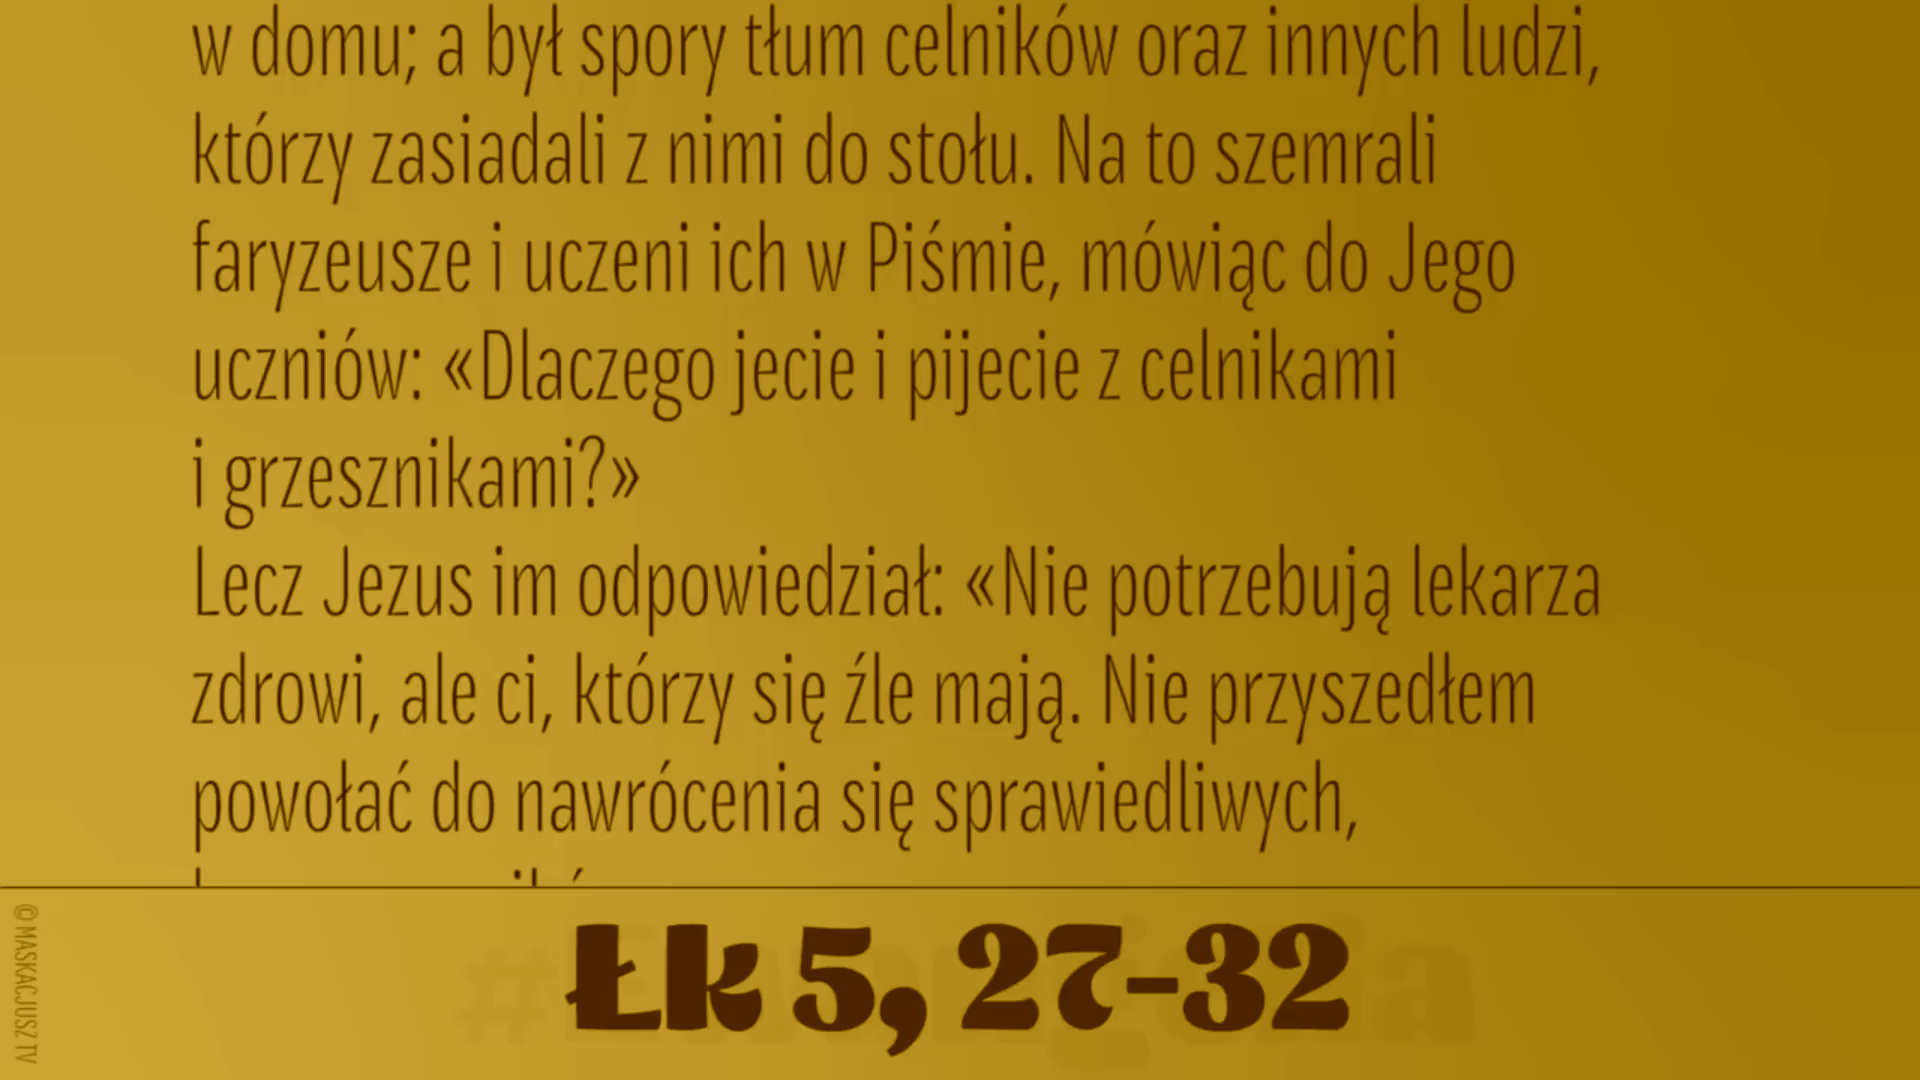 w domu; a był spory tłum celników oraz innych ludzi,
którzy zasiadali z nimi do stołu. Na to szemrali
faryzeusze i uczeni ich w Piśmie, mówiąc do Jego
uczniów: «Dlaczego jecie i pijecie z celnikami
i grzesznikami?»
Lecz Jezus im odpowiedział: «Nie potrzebują lekarza
zdrowi, ale ci, którzy się źle mają. Nie przyszedłem
powołać do nawrócenia się sprawiedliwych,
Łk 5, 27-32
© MASKACJUSZ TV